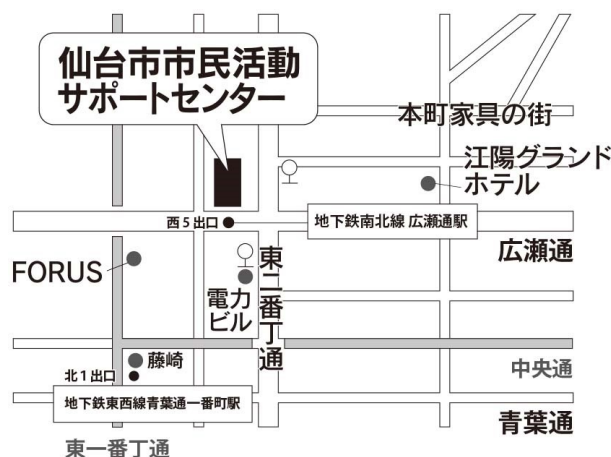 仙台市市民活動
サポートセンター
本町家具の街
江陽グランド
ホテル
西5出口
地下鉄南北線 広瀬通駅
広瀬通
FORUS
東二番丁通
電力
ビル
藤崎
中央通
北1出口
地下鉄東西線青葉通一番町駅
青葉通
東一番丁通